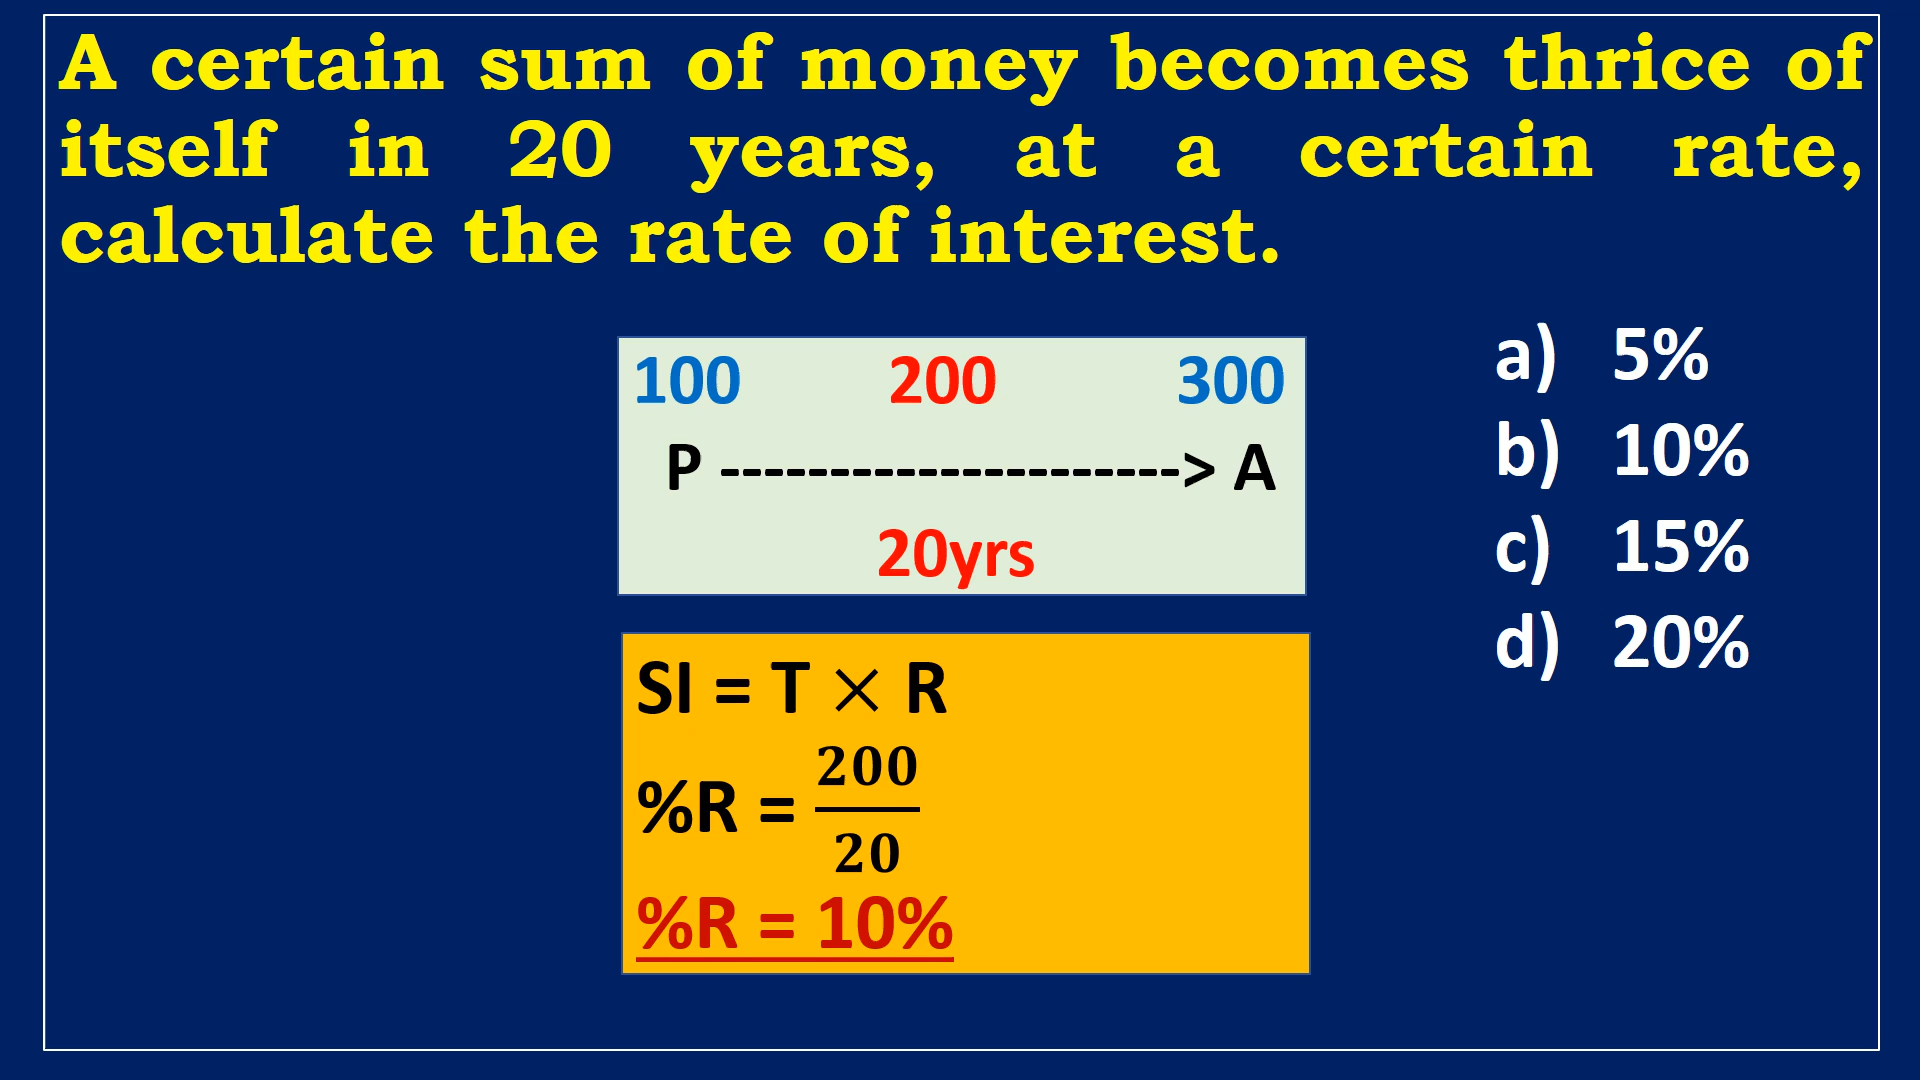 A certain sum of money becomes thrice of
itself in 20 years, at a certain rate,
calculate the rate of interest.
100 200 300
P ---------------------> A
20yrs
SI = T × R
%R = 200/20
%R = 10%
a) 5%
b) 10%
c) 15%
d) 20%